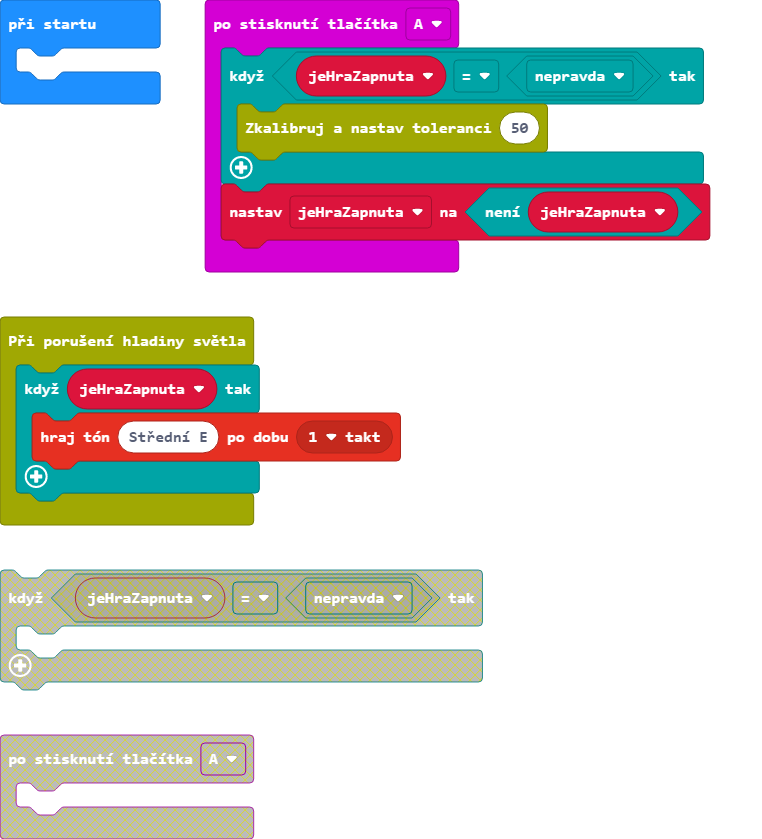 při startu
po stisknutí tlačítka A
když jeHraZapnuta = nepravda tak
Zkalibruj a nastav toleranci 50
nastav jeHraZapnuta na není jeHraZapnuta
Při porušení hladiny světla
když jeHraZapnuta tak
hraj tón Střední E po dobu 1 takt
když jeHraZapnuta = nepravda tak
po stisknutí tlačítka A